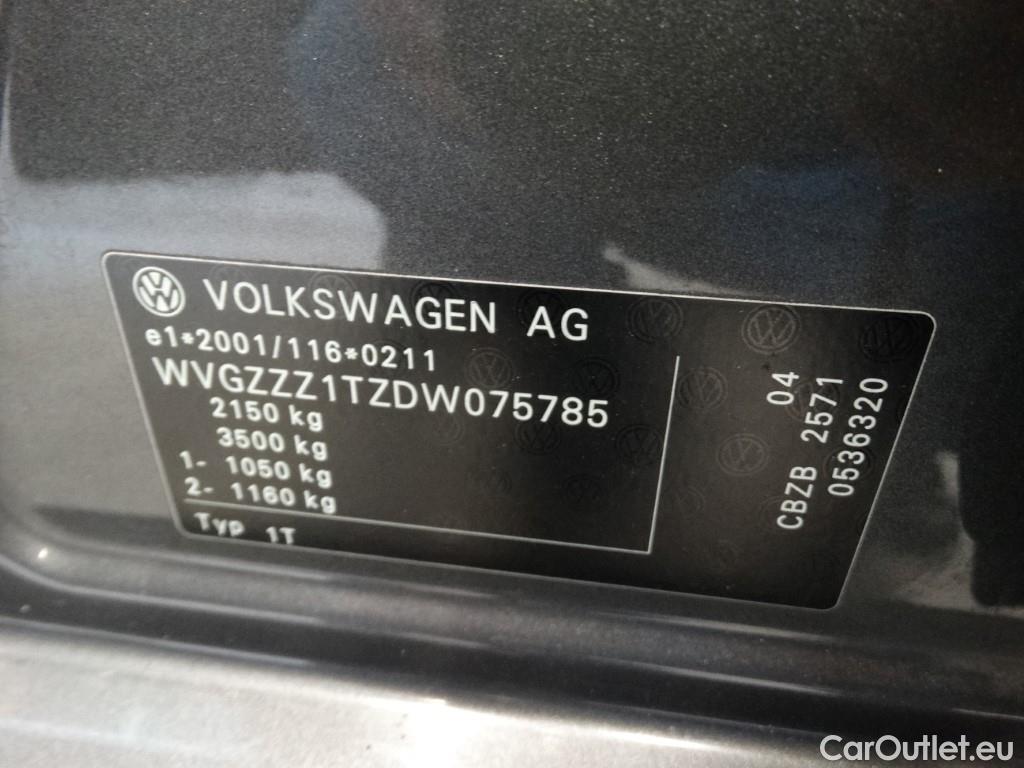 VOLKSWAGEN AG
e1*2001/116*0211
WVGZZZ1TZDW075785
2150 kg
3500 kg
1- 1050 kg
2- 1160 kg
Typ 1T
04
CBZB 2571
0536320
CarOutlet.eu